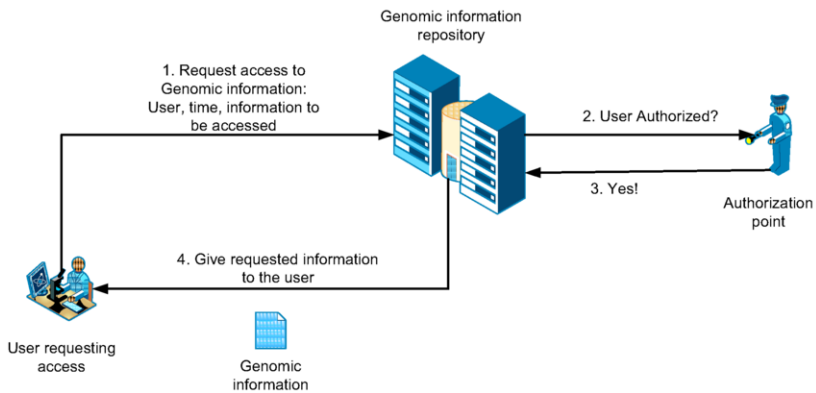 Genomic information
repository
1. Request access to
Genomic information:
User, time, information to
be accessed
2. User Authorized?
3. Yes!
Authorization
point
4. Give requested information
to the user
User requesting
access
Genomic
information